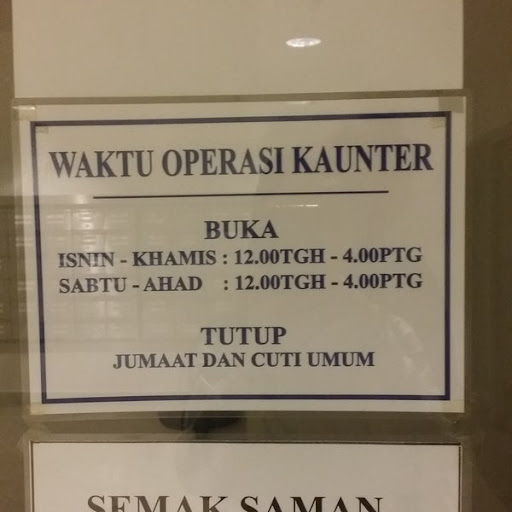 WAKTU OPERASI KAUNTER
BUKA
ISNIN - KHAMIS : 12.00TGH - 4.00PTG
SABTU - AHAD : 12.00TGH - 4.00PTG
TUTUP
JUMAAT DAN CUTI UMUM
SEMAK SAMAN